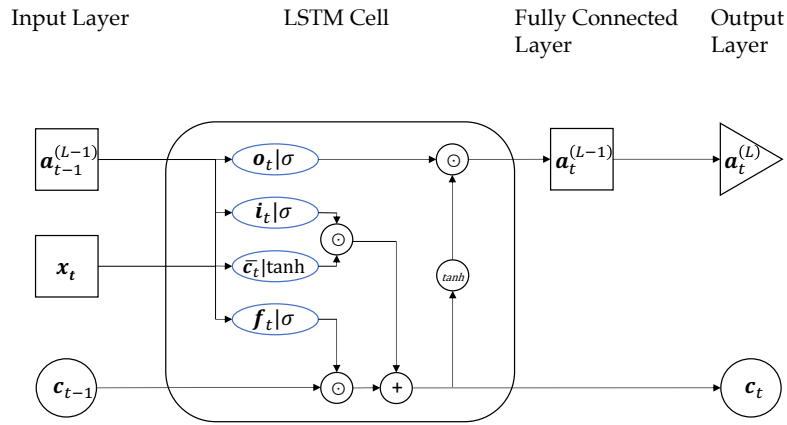 Input Layer
LSTM Cell
Fully Connected
Layer
Output
Layer
𝒂_{t-1}^{(L-1)}
𝒐_t|σ
⊙
𝒂_t^{(L-1)}
𝒂_t^{(L)}
𝒊_t|σ
⊙
𝒙_𝒕
c̅_t|tanh
tanh
𝒇_t|σ
𝒄_{t-1}
⊙
+
𝒄_t